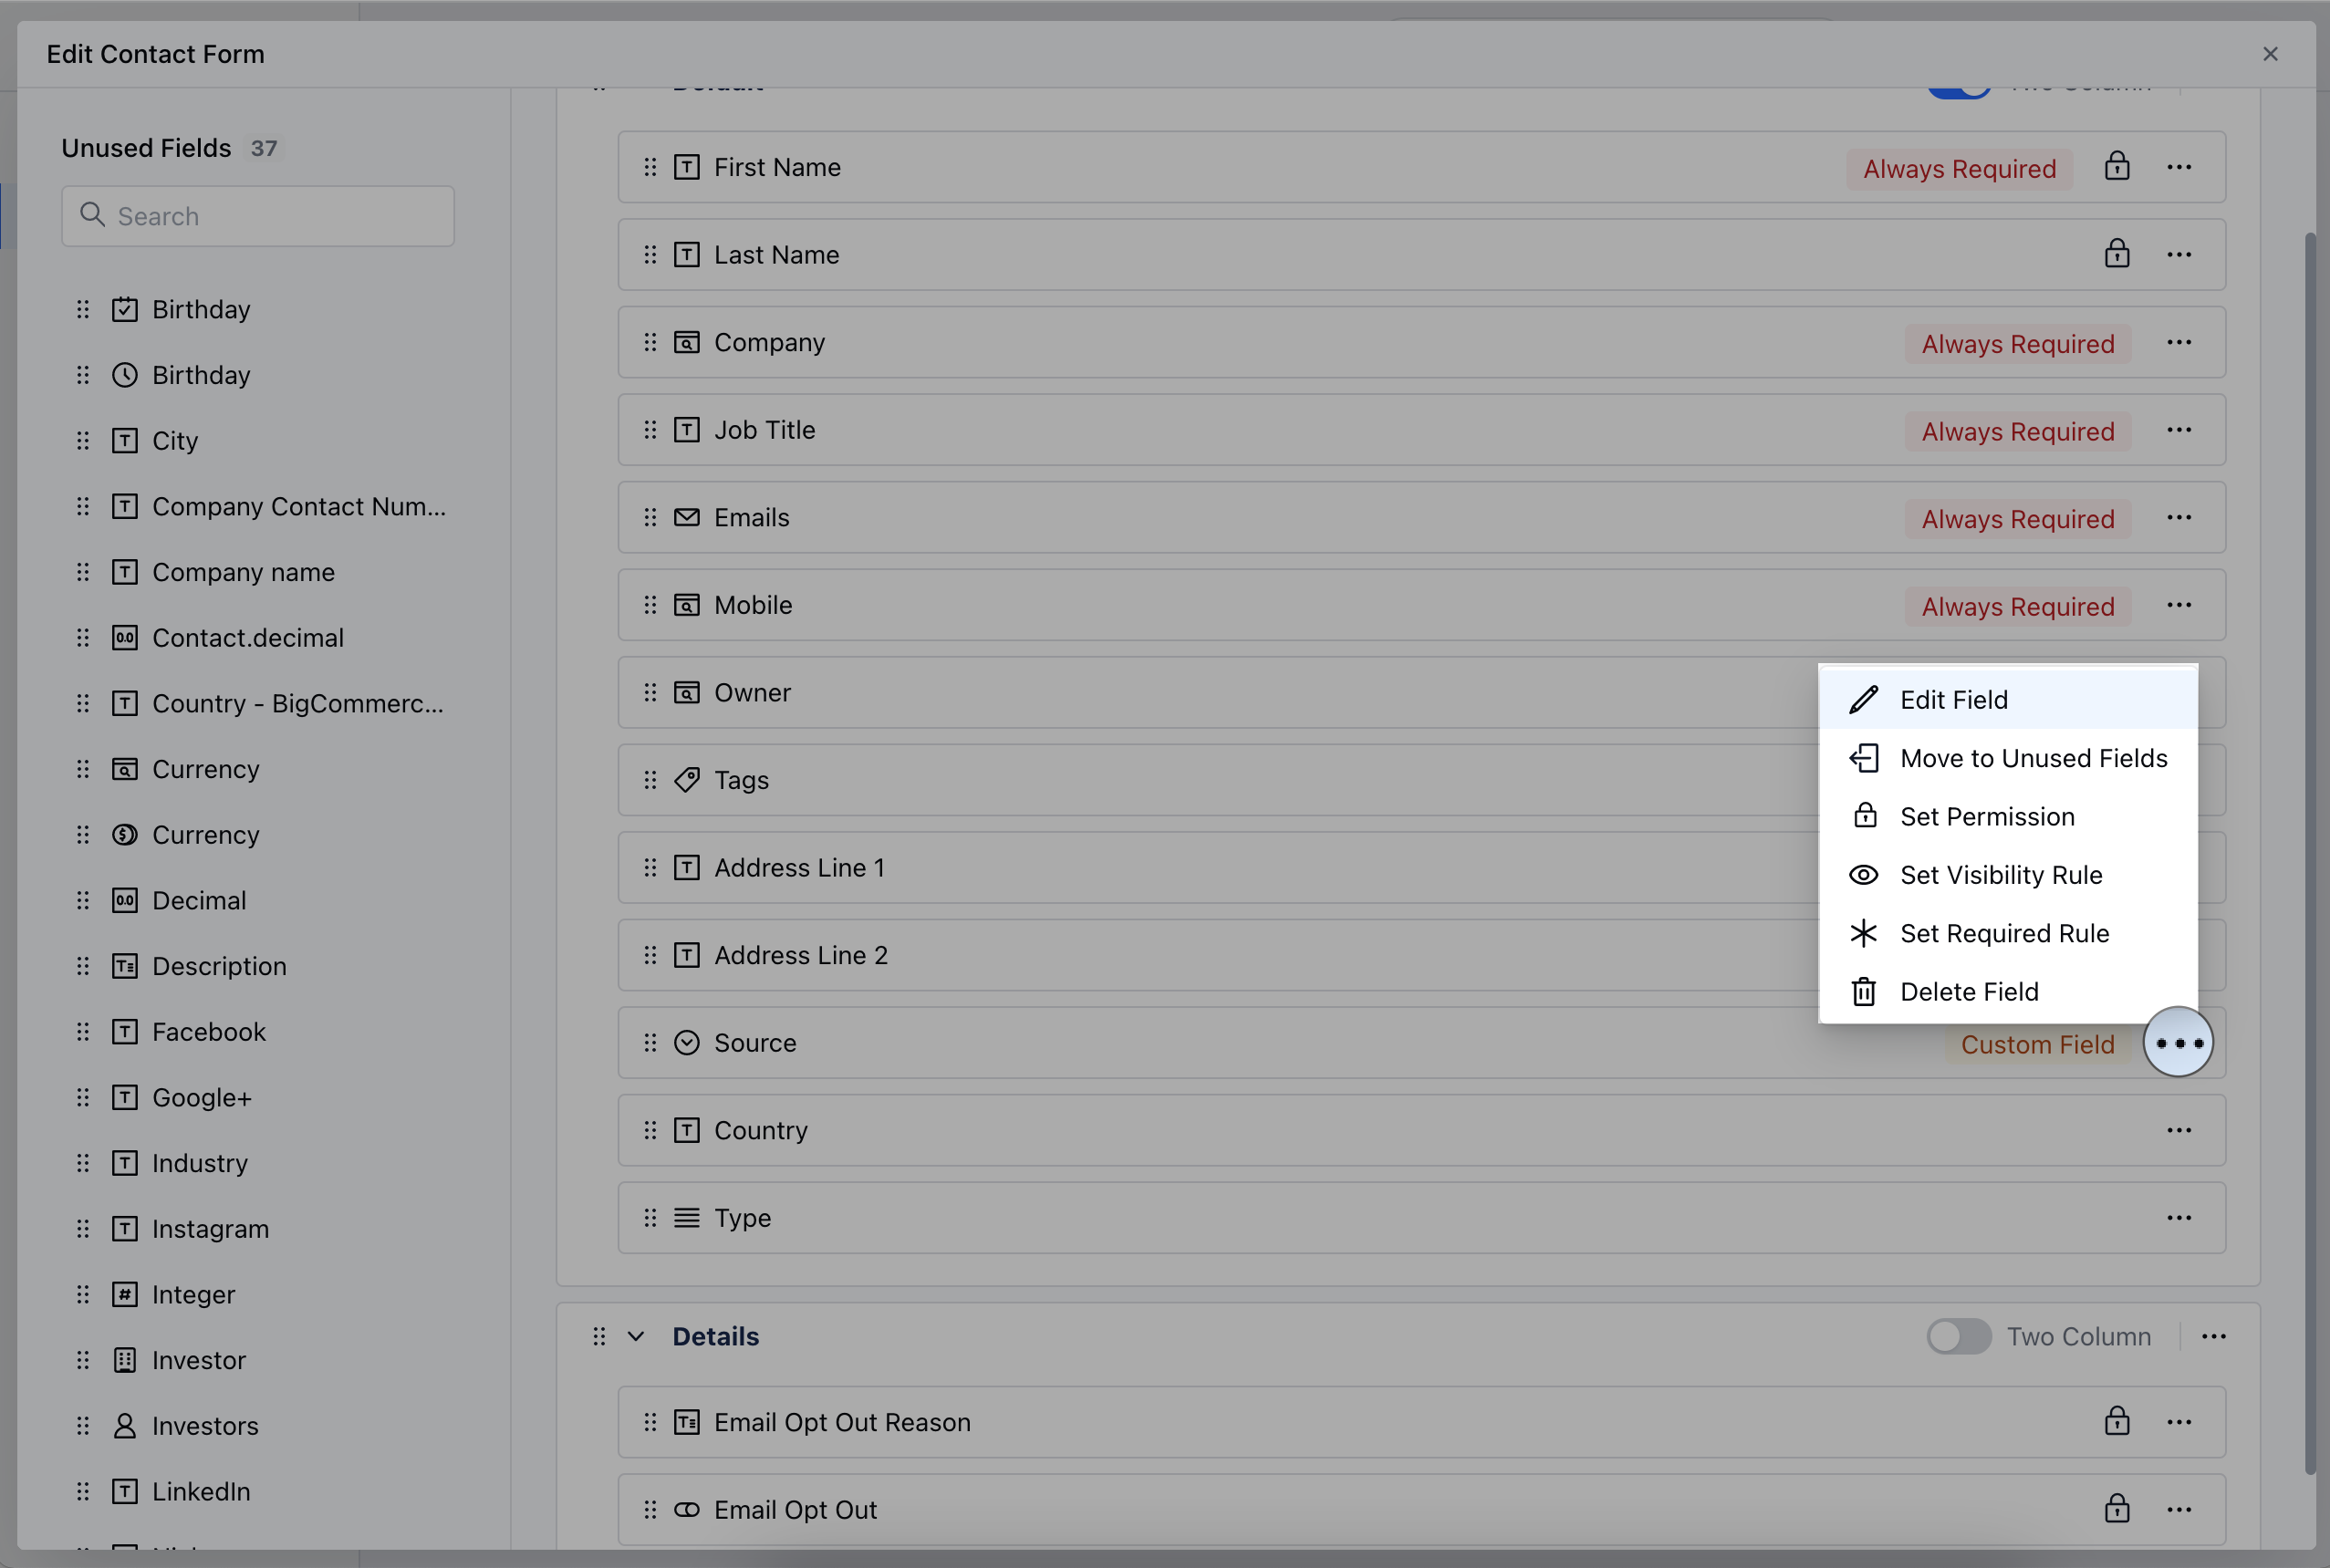 Edit Contact Form
Unused Fields 37
Search
Birthday
Birthday
City
Company Contact Num...
Company name
Contact.decimal
Country - BigCommerc...
Currency
Currency
Decimal
Description
Facebook
Google+
Industry
Instagram
Integer
Investor
Investors
LinkedIn
Default Two Column
First Name Always Required
Last Name
Company Always Required
Job Title Always Required
Emails Always Required
Mobile Always Required
Owner
Tags
Address Line 1
Address Line 2
Source Custom Field
Country
Type
Edit Field
Move to Unused Fields
Set Permission
Set Visibility Rule
Set Required Rule
Delete Field
Details Two Column
Email Opt Out Reason
Email Opt Out